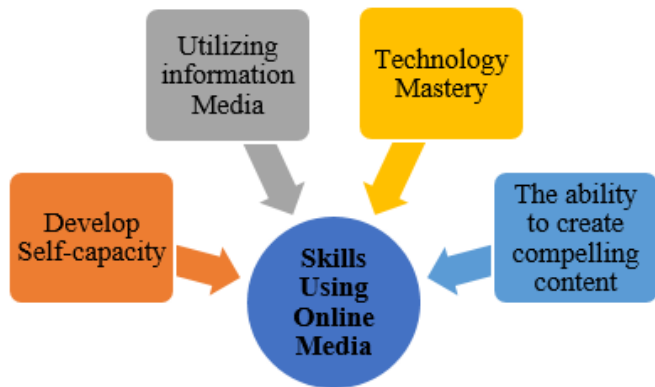 Utilizing
information
Media
Technology
Mastery
Develop
Self-capacity
The ability
to create
compelling
content
Skills
Using
Online
Media